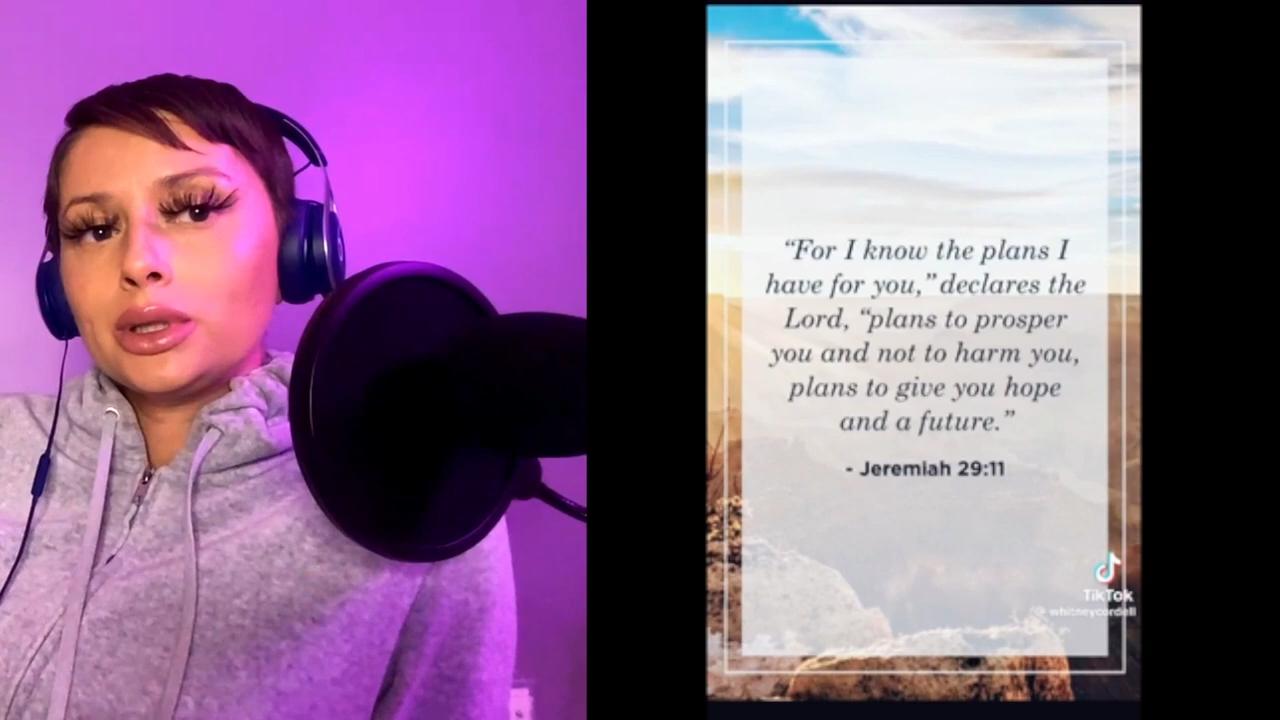 “For I know the plans I
have for you,” declares the
Lord, “plans to prosper
you and not to harm you,
plans to give you hope
and a future.”
- Jeremiah 29:11
TikTok
whitneycordell